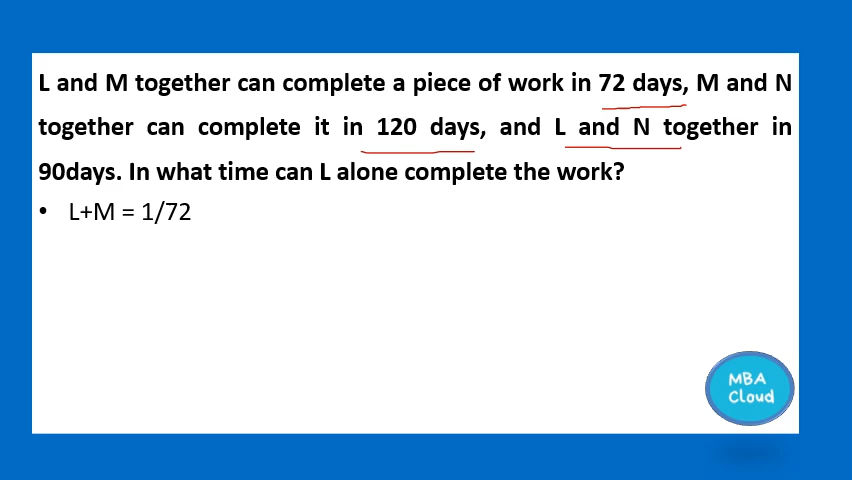 L and M together can complete a piece of work in 72 days, M and N
together can complete it in 120 days, and L and N together in
90days. In what time can L alone complete the work?
• L+M = 1/72
MBA
Cloud